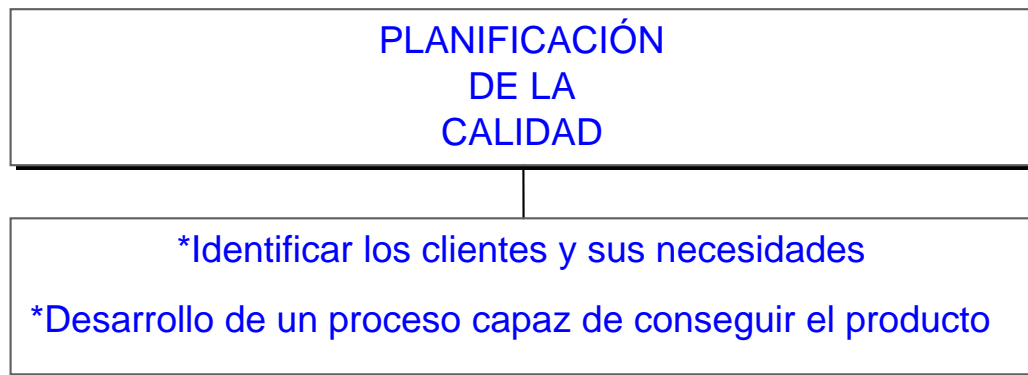 PLANIFICACIÓN
DE LA
CALIDAD
*Identificar los clientes y sus necesidades
*Desarrollo de un proceso capaz de conseguir el producto